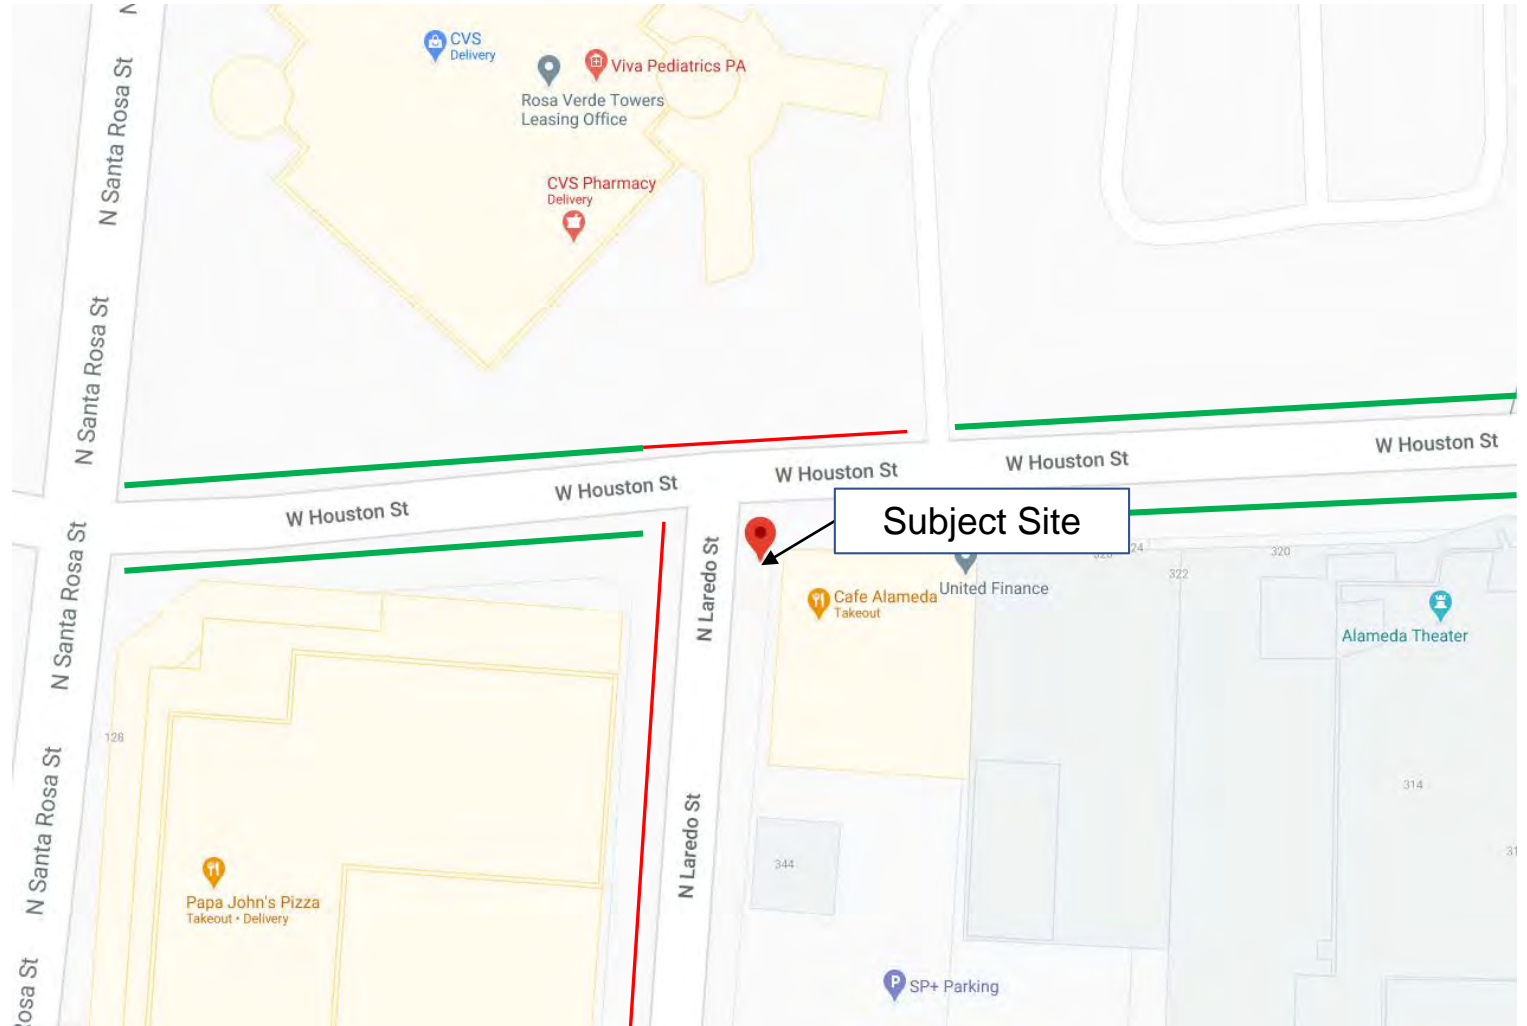 N
CVS
Delivery
Viva Pediatrics PA
Rosa Verde Towers
Leasing Office
N Santa Rosa St
CVS Pharmacy
Delivery
N Santa Rosa St
W Houston St
W Houston St
W Houston St
W Houston St
W Houston St
Subject Site
N Santa Rosa St
N Laredo St
24
320
322
Cafe Alameda
Takeout
United Finance
Alameda Theater
128
N Santa Rosa St
N Laredo St
314
344
Papa John's Pizza
Takeout • Delivery
SP+ Parking
Rosa St